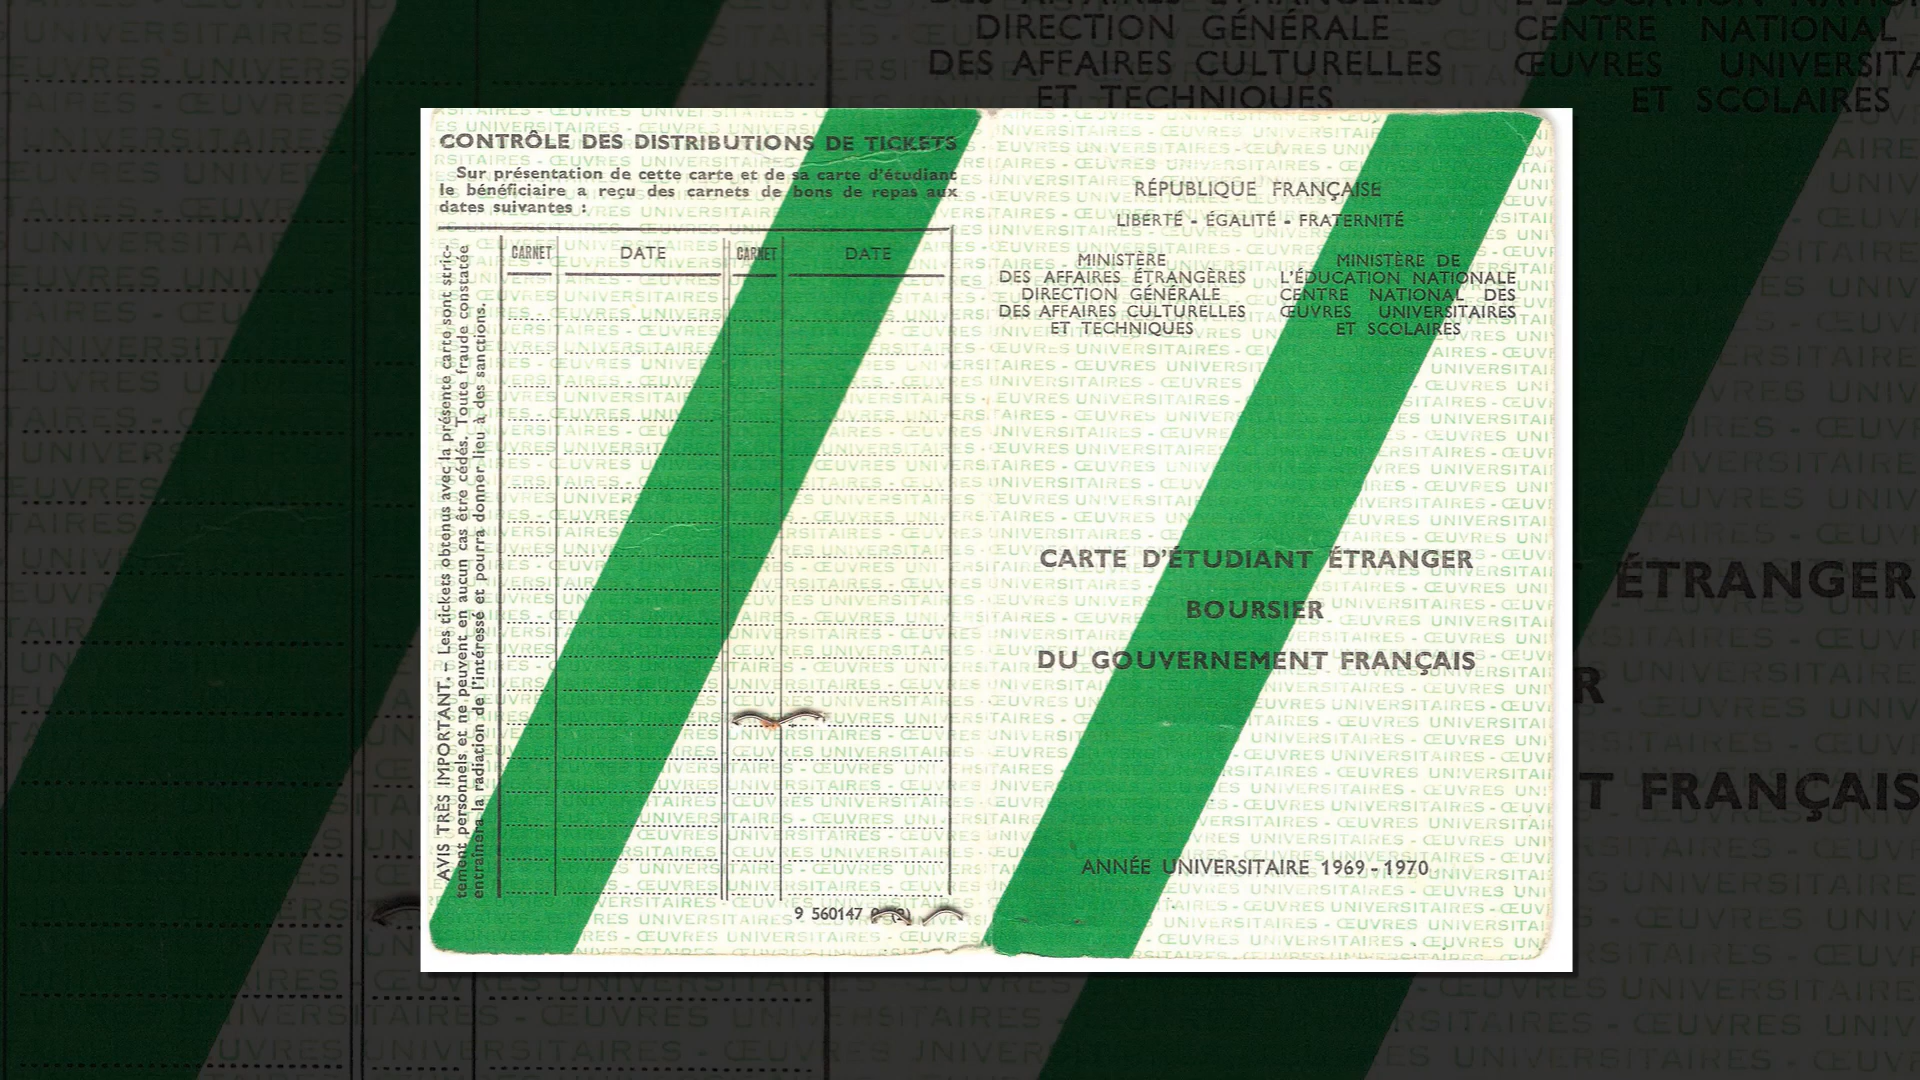 CONTRÔLE DES DISTRIBUTIONS DE TICKETS
Sur présentation de cette carte et de sa carte d'étudiant
le bénéficiaire a reçu des carnets de bons de repas aux
dates suivantes :
CARNET DATE CARNET DATE
AVIS TRÈS IMPORTANT. – Les tickets obtenus avec la présente carte sont stric-
tement personnels et ne peuvent en aucun cas être cédés. Toute fraude constatée
entraînera la radiation de l'intéressé et pourra donner lieu à des sanctions.
9 560147
RÉPUBLIQUE FRANÇAISE
LIBERTÉ - ÉGALITÉ - FRATERNITÉ
MINISTÈRE
DES AFFAIRES ÉTRANGÈRES
DIRECTION GÉNÉRALE
DES AFFAIRES CULTURELLES
ET TECHNIQUES
MINISTÈRE DE
L'ÉDUCATION NATIONALE
CENTRE NATIONAL DES
ŒUVRES UNIVERSITAIRES
ET SCOLAIRES
CARTE D'ÉTUDIANT ÉTRANGER
BOURSIER
DU GOUVERNEMENT FRANÇAIS
ANNÉE UNIVERSITAIRE 1969-1970